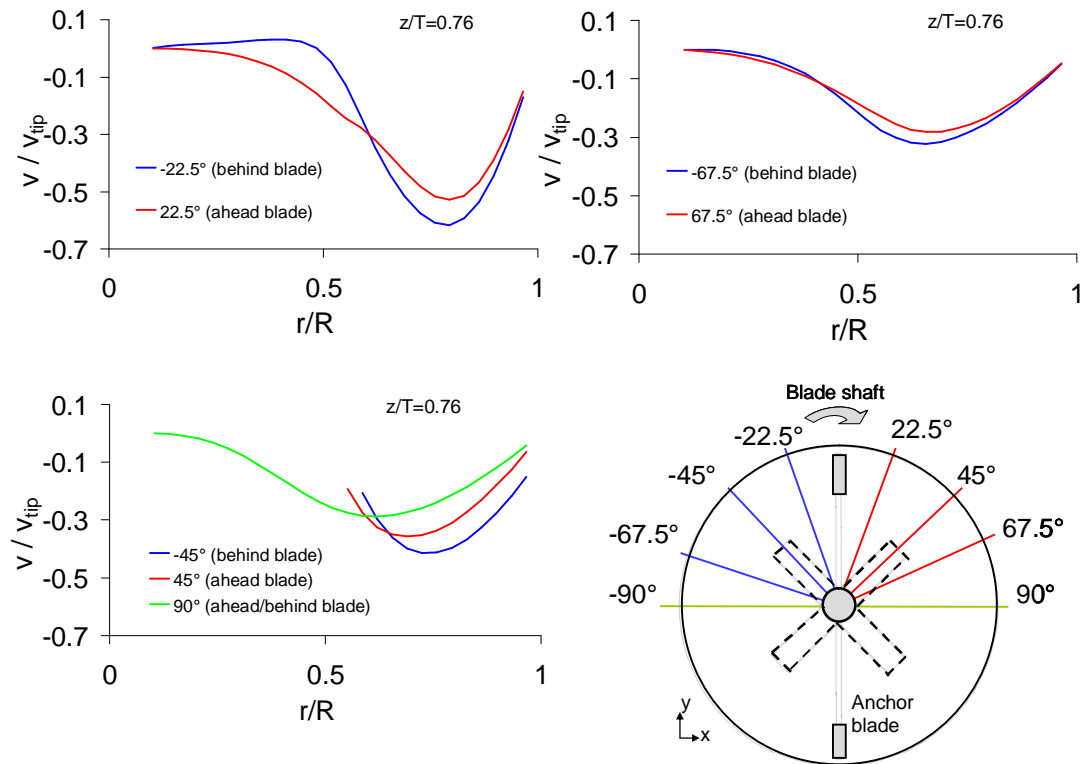 z/T=0.76
0.1
-0.1
-0.3
-0.5
-0.7
v / vtip
-22.5° (behind blade)
22.5° (ahead blade)
0
0.5
1
r/R
z/T=0.76
0.1
-0.1
-0.3
-0.5
-0.7
v / vtip
-67.5° (behind blade)
67.5° (ahead blade)
0
0.5
1
r/R
z/T=0.76
0.1
-0.1
-0.3
-0.5
-0.7
v / vtip
-45° (behind blade)
45° (ahead blade)
90° (ahead/behind blade)
0
0.5
1
r/R
Blade shaft
-22.5°
22.5°
-45°
45°
-67.5°
67.5°
-90°
90°
Anchor
blade
y
x